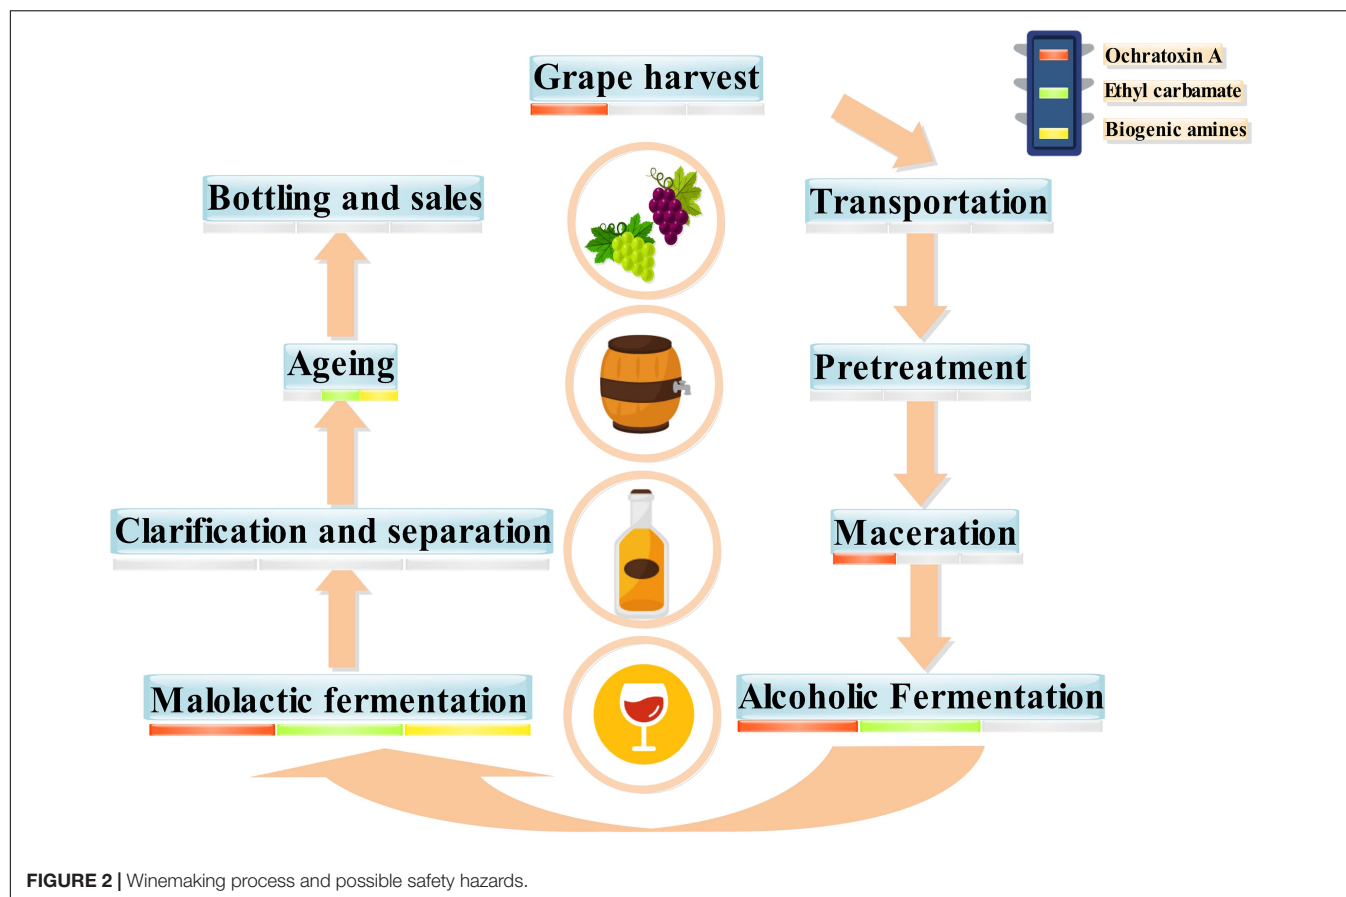 Grape harvest
Ochratoxin A
Ethyl carbamate
Biogenic amines
Transportation
Pretreatment
Maceration
Alcoholic Fermentation
Malolactic fermentation
Clarification and separation
Ageing
Bottling and sales
FIGURE 2 | Winemaking process and possible safety hazards.